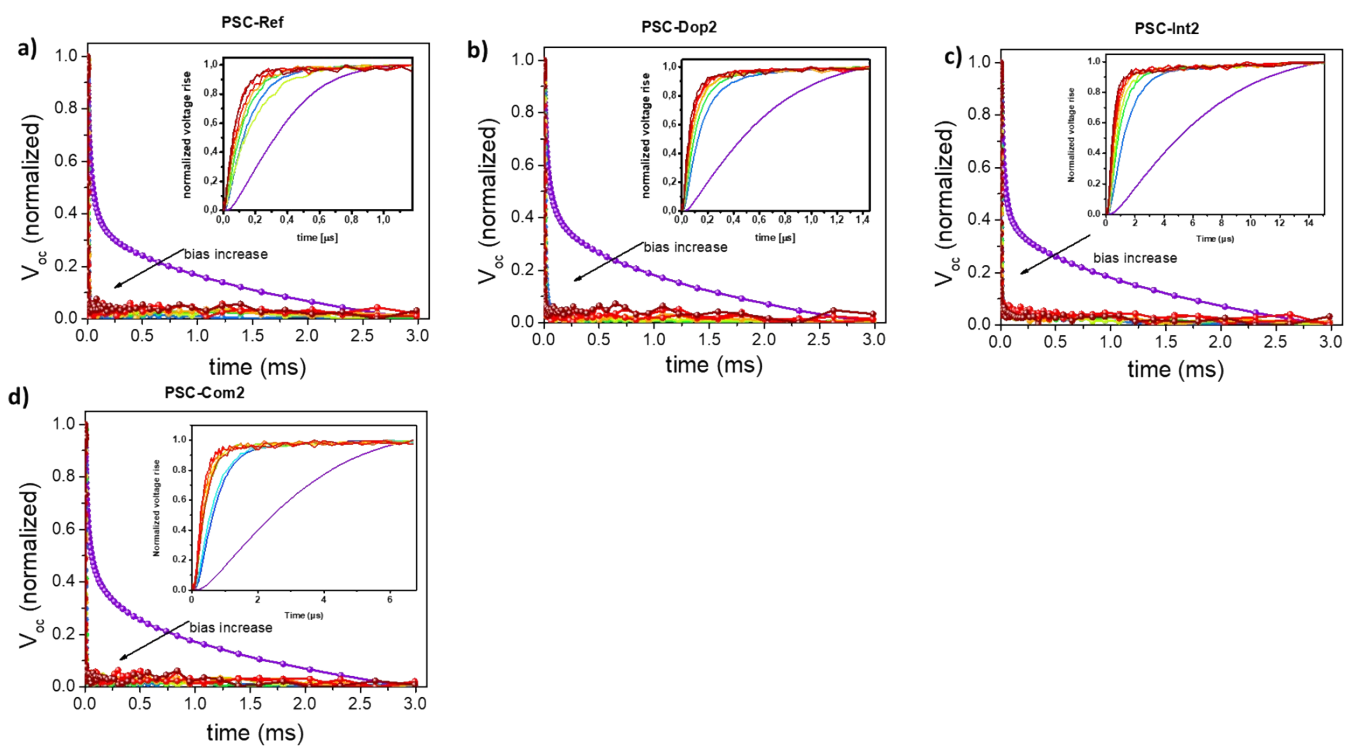 PSC-Ref
a)
1.0
0.8
0.6
0.4
0.2
0.0
V_oc (normalized)
0.0 0.5 1.0 1.5 2.0 2.5 3.0
time (ms)
bias increase
1,0
0,8
0,6
0,4
0,2
0,0
normalized voltage rise
0,0 0,2 0,4 0,6 0,8 1,0
time [µs]
PSC-Dop2
b)
1.0
0.8
0.6
0.4
0.2
0.0
V_oc (normalized)
0.0 0.5 1.0 1.5 2.0 2.5 3.0
time (ms)
bias increase
1,0
0,8
0,6
0,4
0,2
0,0
normalized voltage rise
0,0 0,2 0,4 0,6 0,8 1,0 1,2 1,4
time [µs]
PSC-Int2
c)
1.0
0.8
0.6
0.4
0.2
0.0
V_oc (normalized)
0.0 0.5 1.0 1.5 2.0 2.5 3.0
time (ms)
bias increase
1.0
0.8
0.6
0.4
0.2
0.0
Normalized voltage rise
0 2 4 6 8 10 12 14
Time (µs)
PSC-Com2
d)
1.0
0.8
0.6
0.4
0.2
0.0
V_oc (normalized)
0.0 0.5 1.0 1.5 2.0 2.5 3.0
time (ms)
bias increase
1.0
0.8
0.6
0.4
0.2
0.0
Normalized voltage rise
0 2 4 6
Time (µs)